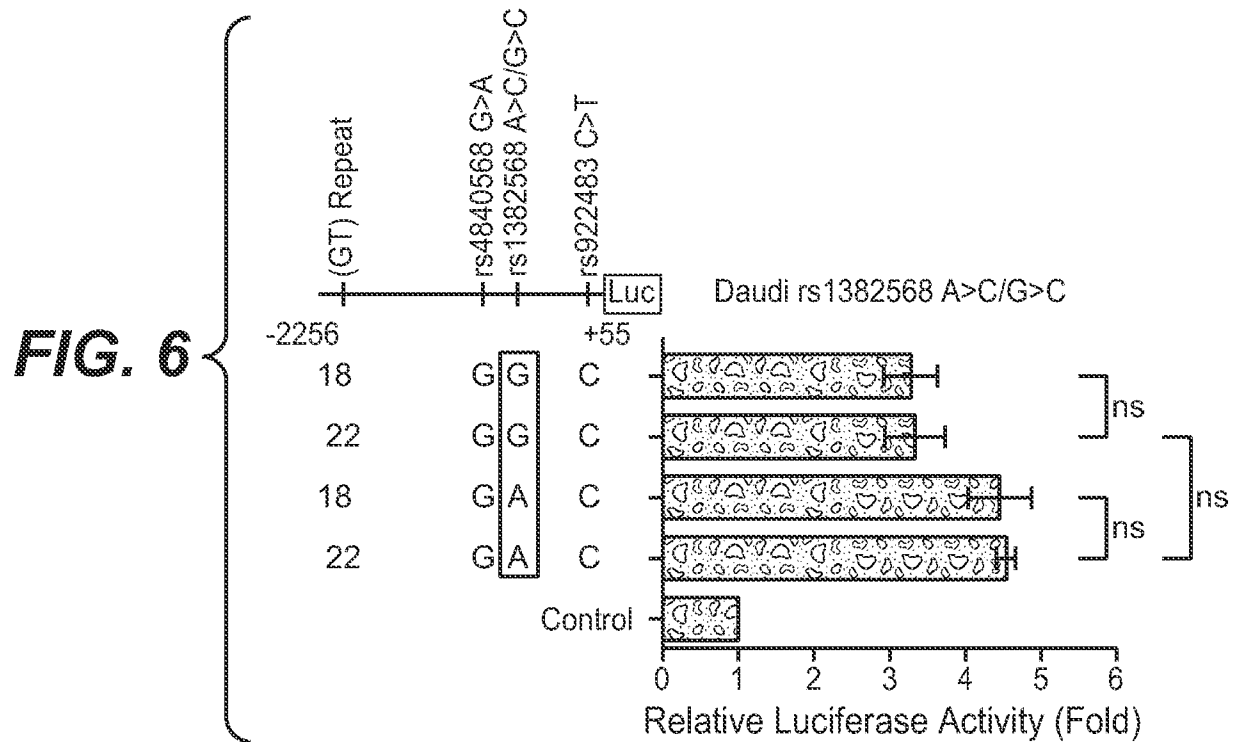 FIG. 6
(GT) Repeat
rs4840568 G>A
rs1382568 A>C/G>C
rs922483 C>T
Luc
Daudi rs1382568 A>C/G>C
-2256 +55
18 G G C
22 G G C
18 G A C
22 G A C
Control
ns
ns
ns
0 1 2 3 4 5 6
Relative Luciferase Activity (Fold)